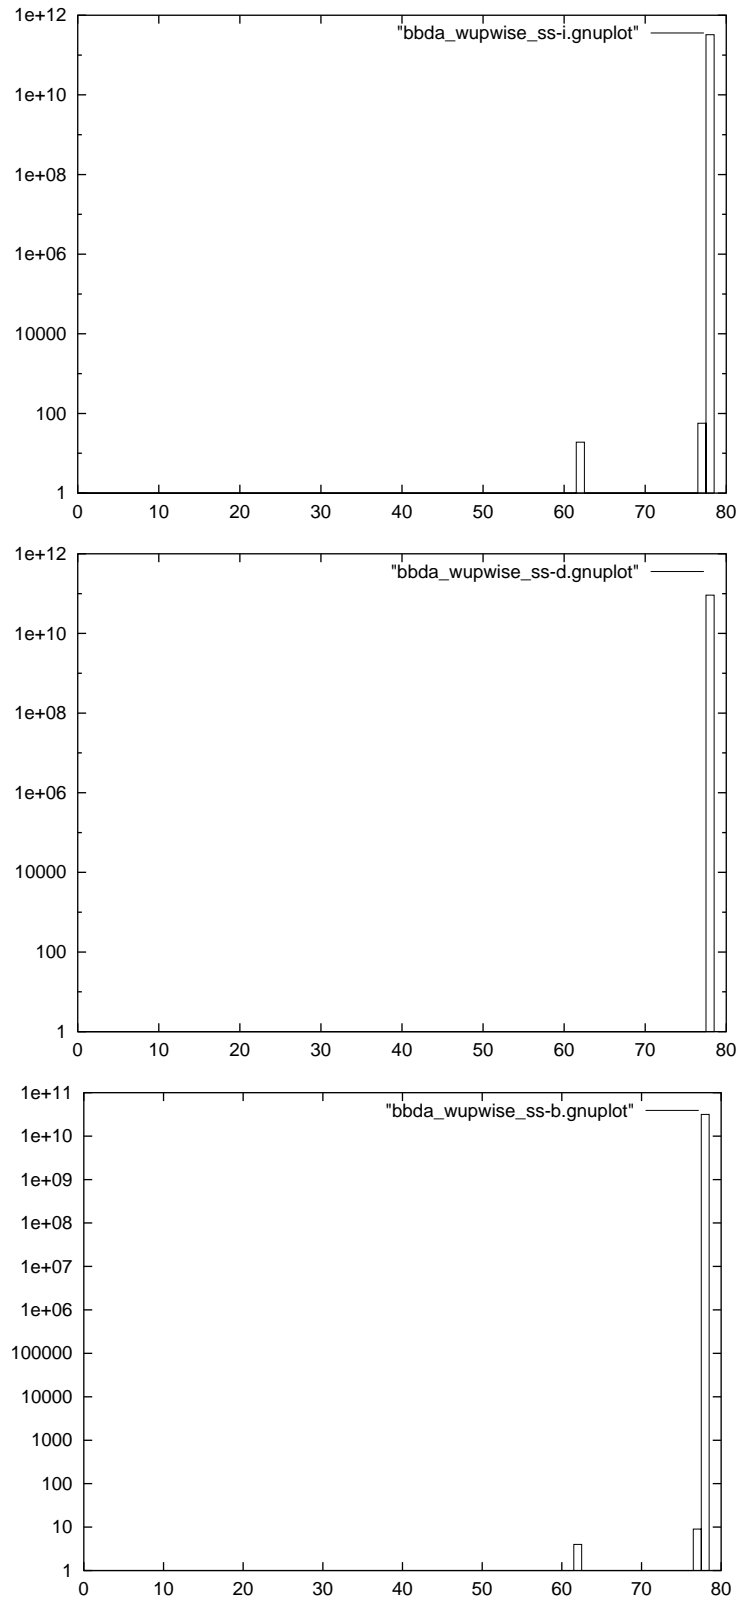 1e+12
"bbda_wupwise_ss-i.gnuplot"
1e+10
1e+08
1e+06
10000
100
1
0 10 20 30 40 50 60 70 80
1e+12
"bbda_wupwise_ss-d.gnuplot"
1e+10
1e+08
1e+06
10000
100
1
0 10 20 30 40 50 60 70 80
1e+11
"bbda_wupwise_ss-b.gnuplot"
1e+10
1e+09
1e+08
1e+07
1e+06
100000
10000
1000
100
10
1
0 10 20 30 40 50 60 70 80